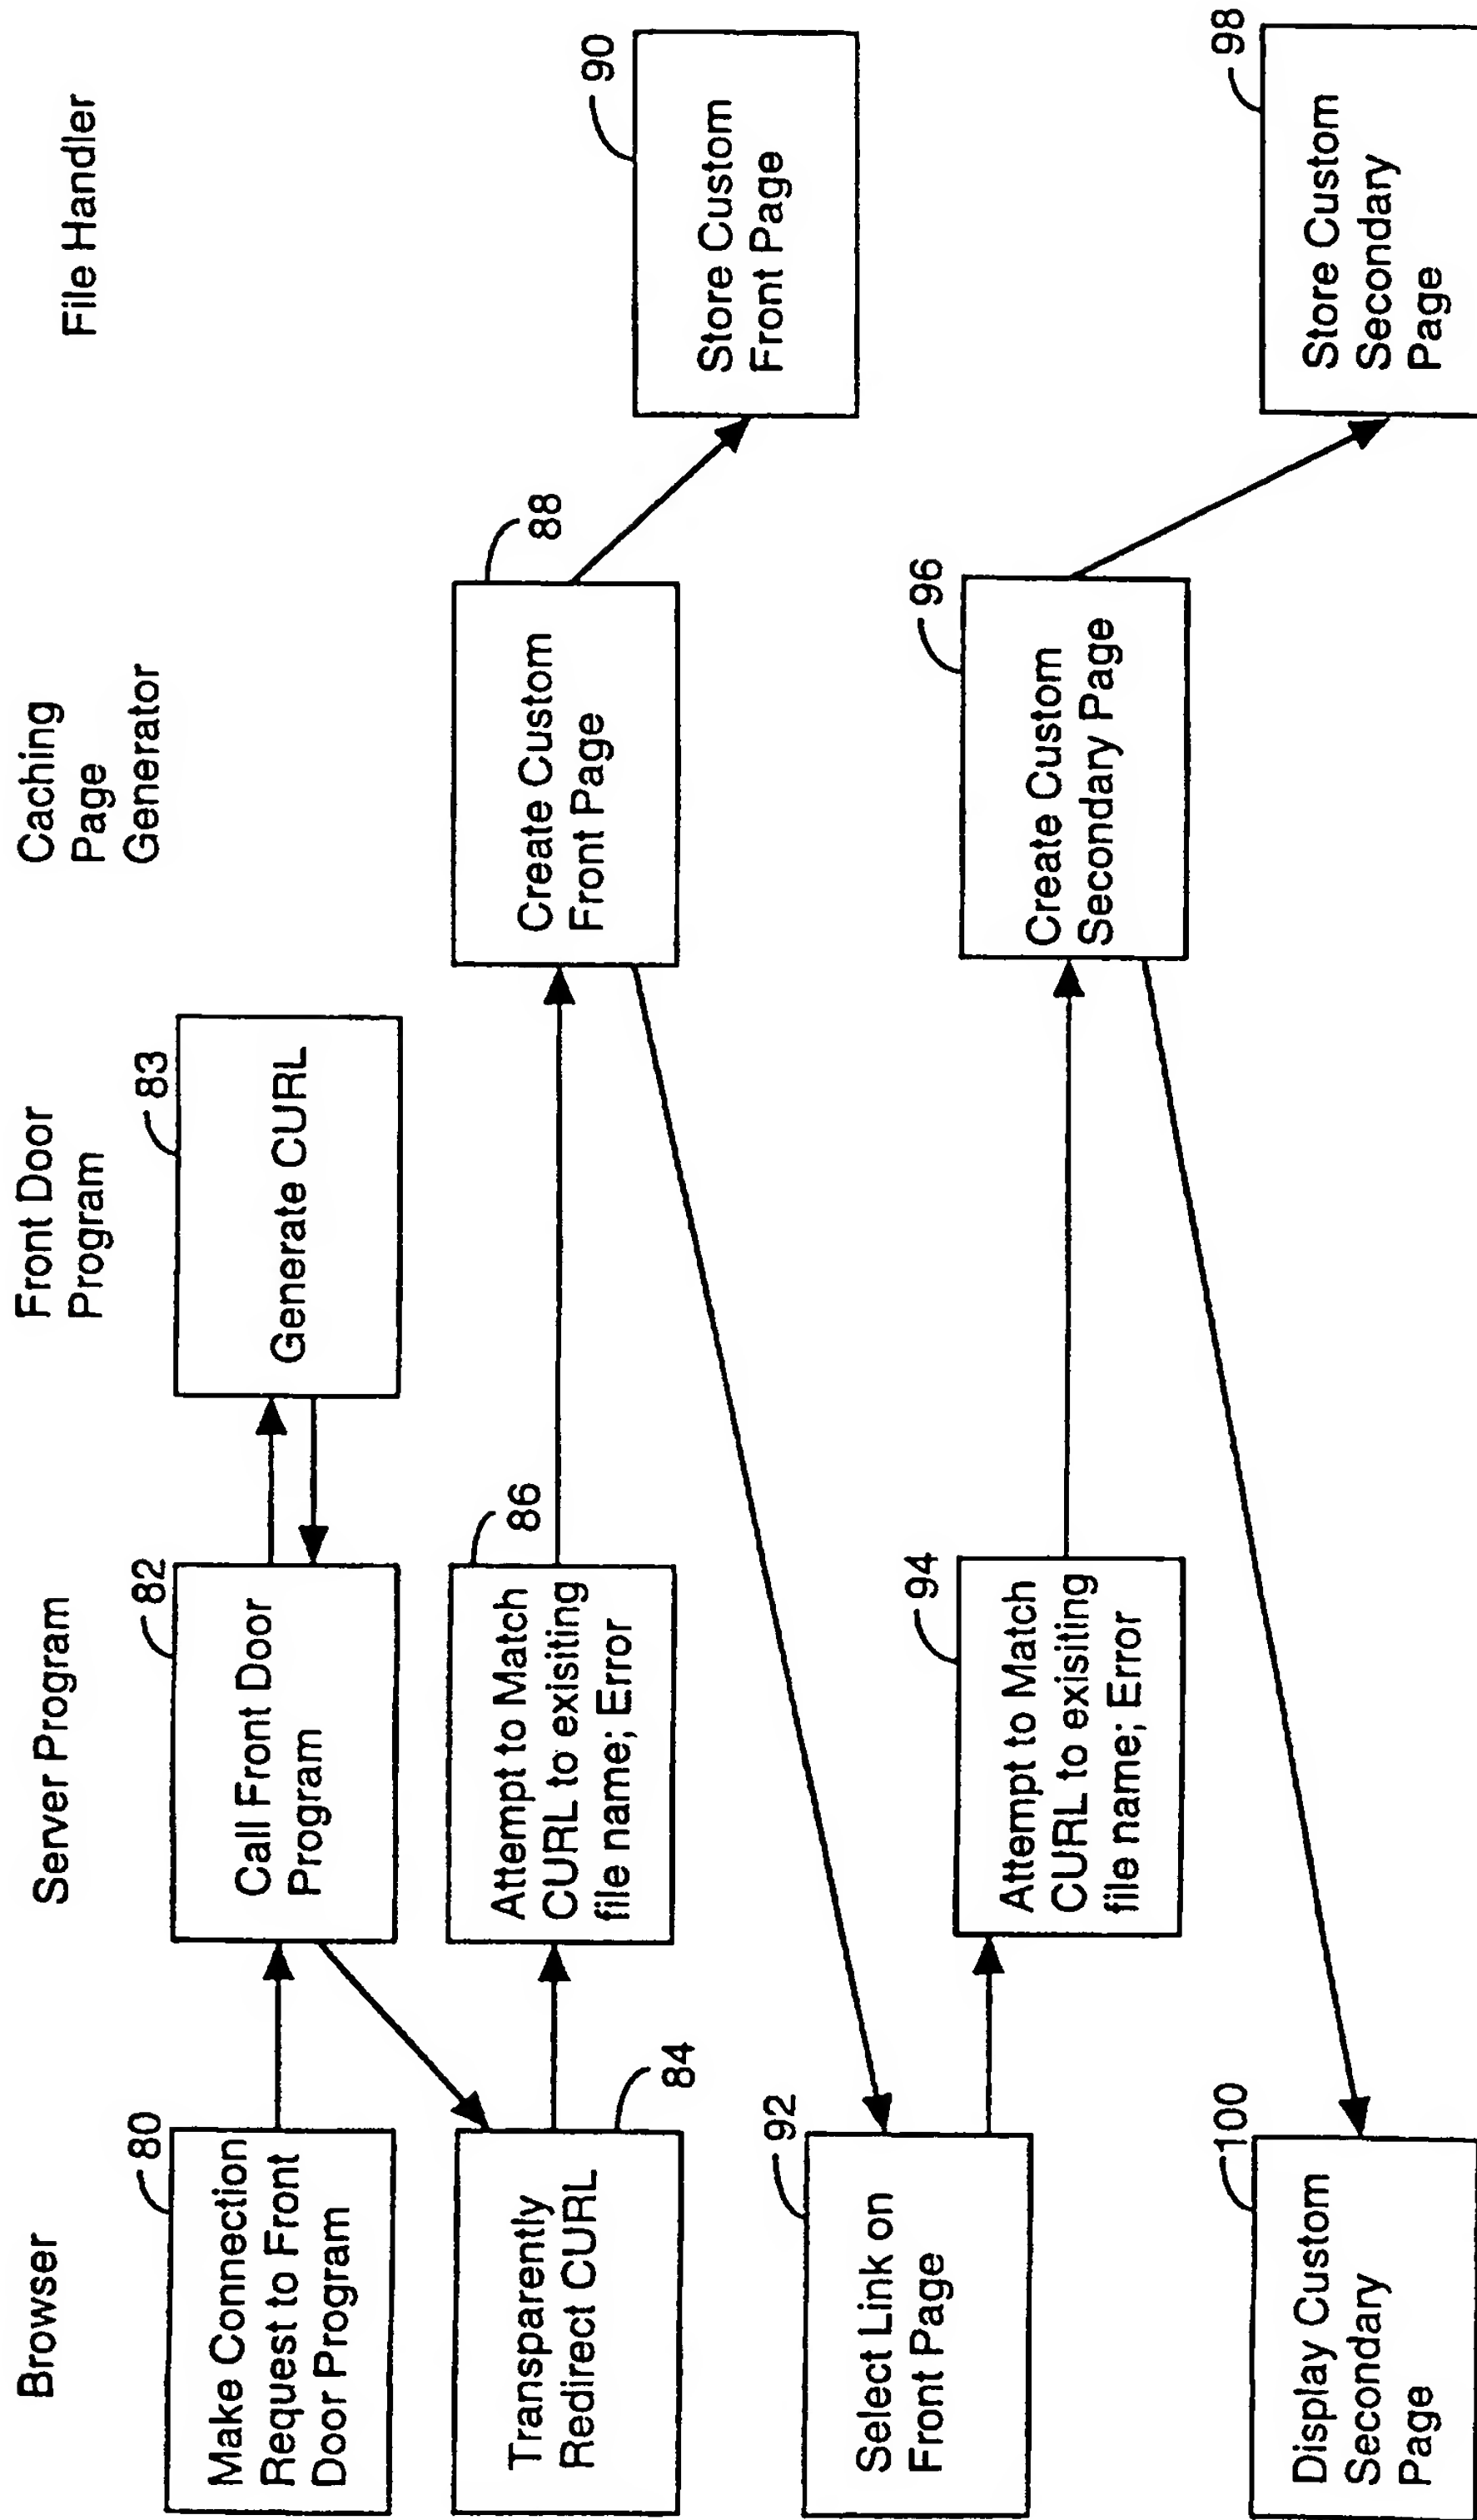 Browser
Server Program
Front Door
Program
Caching
Page
Generator
File Handler
80
Make Connection
Request to Front
Door Program
82
Call Front Door
Program
83
Generate CURL
84
Transparently
Redirect CURL
86
Attempt to Match
CURL to exisiting
file name; Error
88
Create Custom
Front Page
90
Store Custom
Front Page
92
Select Link on
Front Page
94
Attempt to Match
CURL to exisiting
file name; Error
96
Create Custom
Secondary Page
98
Store Custom
Secondary
Page
100
Display Custom
Secondary
Page